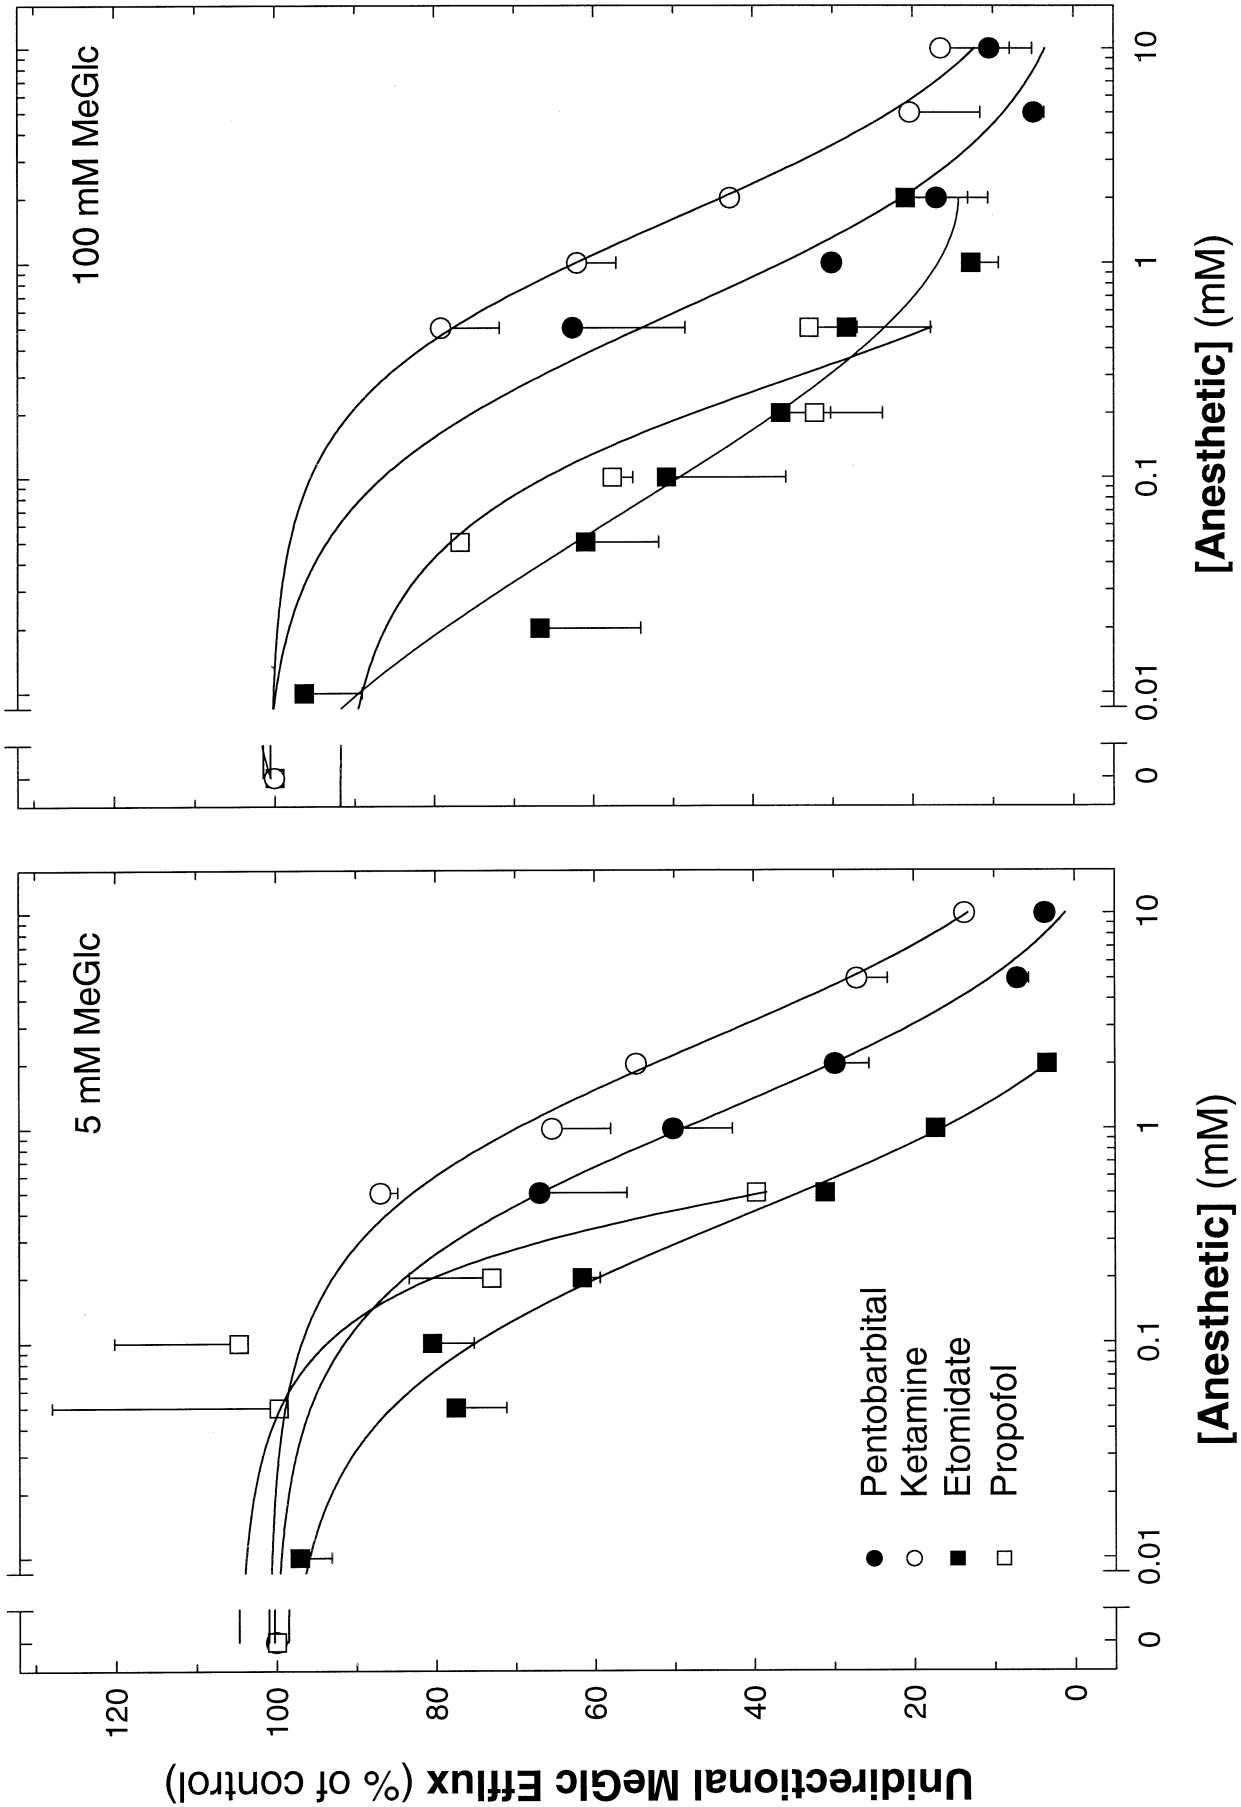 Unidirectional MeGlc Efflux (% of control)
120
100
80
60
40
20
0
5 mM MeGlc
Pentobarbital
Ketamine
Etomidate
Propofol
0
0.01
0.1
1
10
[Anesthetic] (mM)
100 mM MeGlc
0
0.01
0.1
1
10
[Anesthetic] (mM)